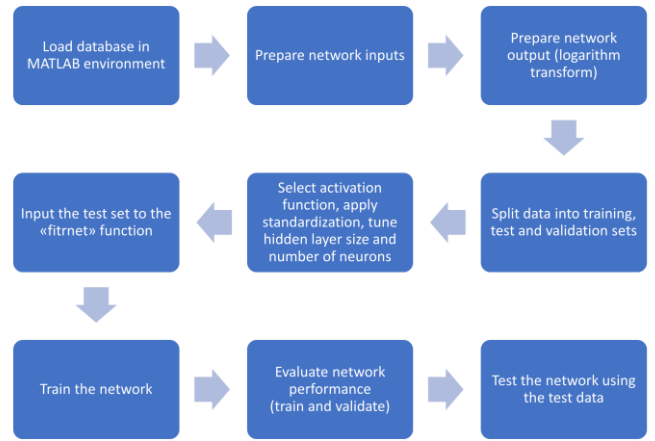 Load database in
MATLAB environment
Prepare network inputs
Prepare network
output (logarithm
transform)
Split data into training,
test and validation sets
Select activation
function, apply
standardization, tune
hidden layer size and
number of neurons
Input the test set to the
«fitrnet» function
Train the network
Evaluate network
performance
(train and validate)
Test the network using
the test data